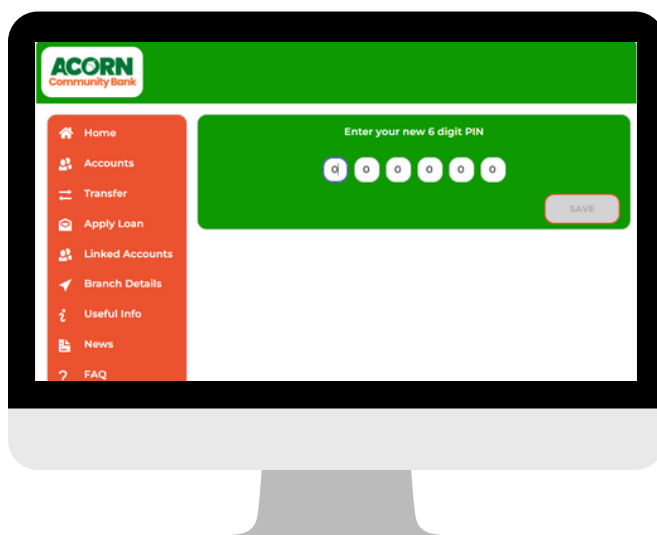 ACORN
Community Bank
Home
Accounts
Transfer
Apply Loan
Linked Accounts
Branch Details
Useful Info
News
FAQ
Enter your new 6 digit PIN
0 0 0 0 0 0
SAVE